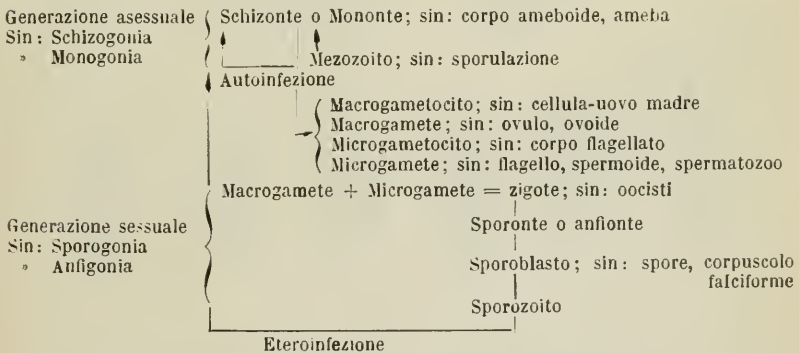 Generazione asessuale Schizonte o Mononte; sin: corpo ameboide, ameba
Sin: Schizogonia
» Monogonia Mezozoito; sin: sporulazione
Autoinfezione
Macrogametocito; sin: cellula-uovo madre
Macrogamete; sin: ovulo, ovoide
Microgametocito; sin: corpo flagellato
Microgamete; sin: flagello, spermoide, spermatozoo
Macrogamete + Microgamete = zigote; sin: oocisti
Generazione sessuale Sporonte o anfionte
Sin: Sporogonia
» Anfigonia Sporoblasto; sin: spore, corpuscolo
falciforme
Sporozoito
Eteroinfezione